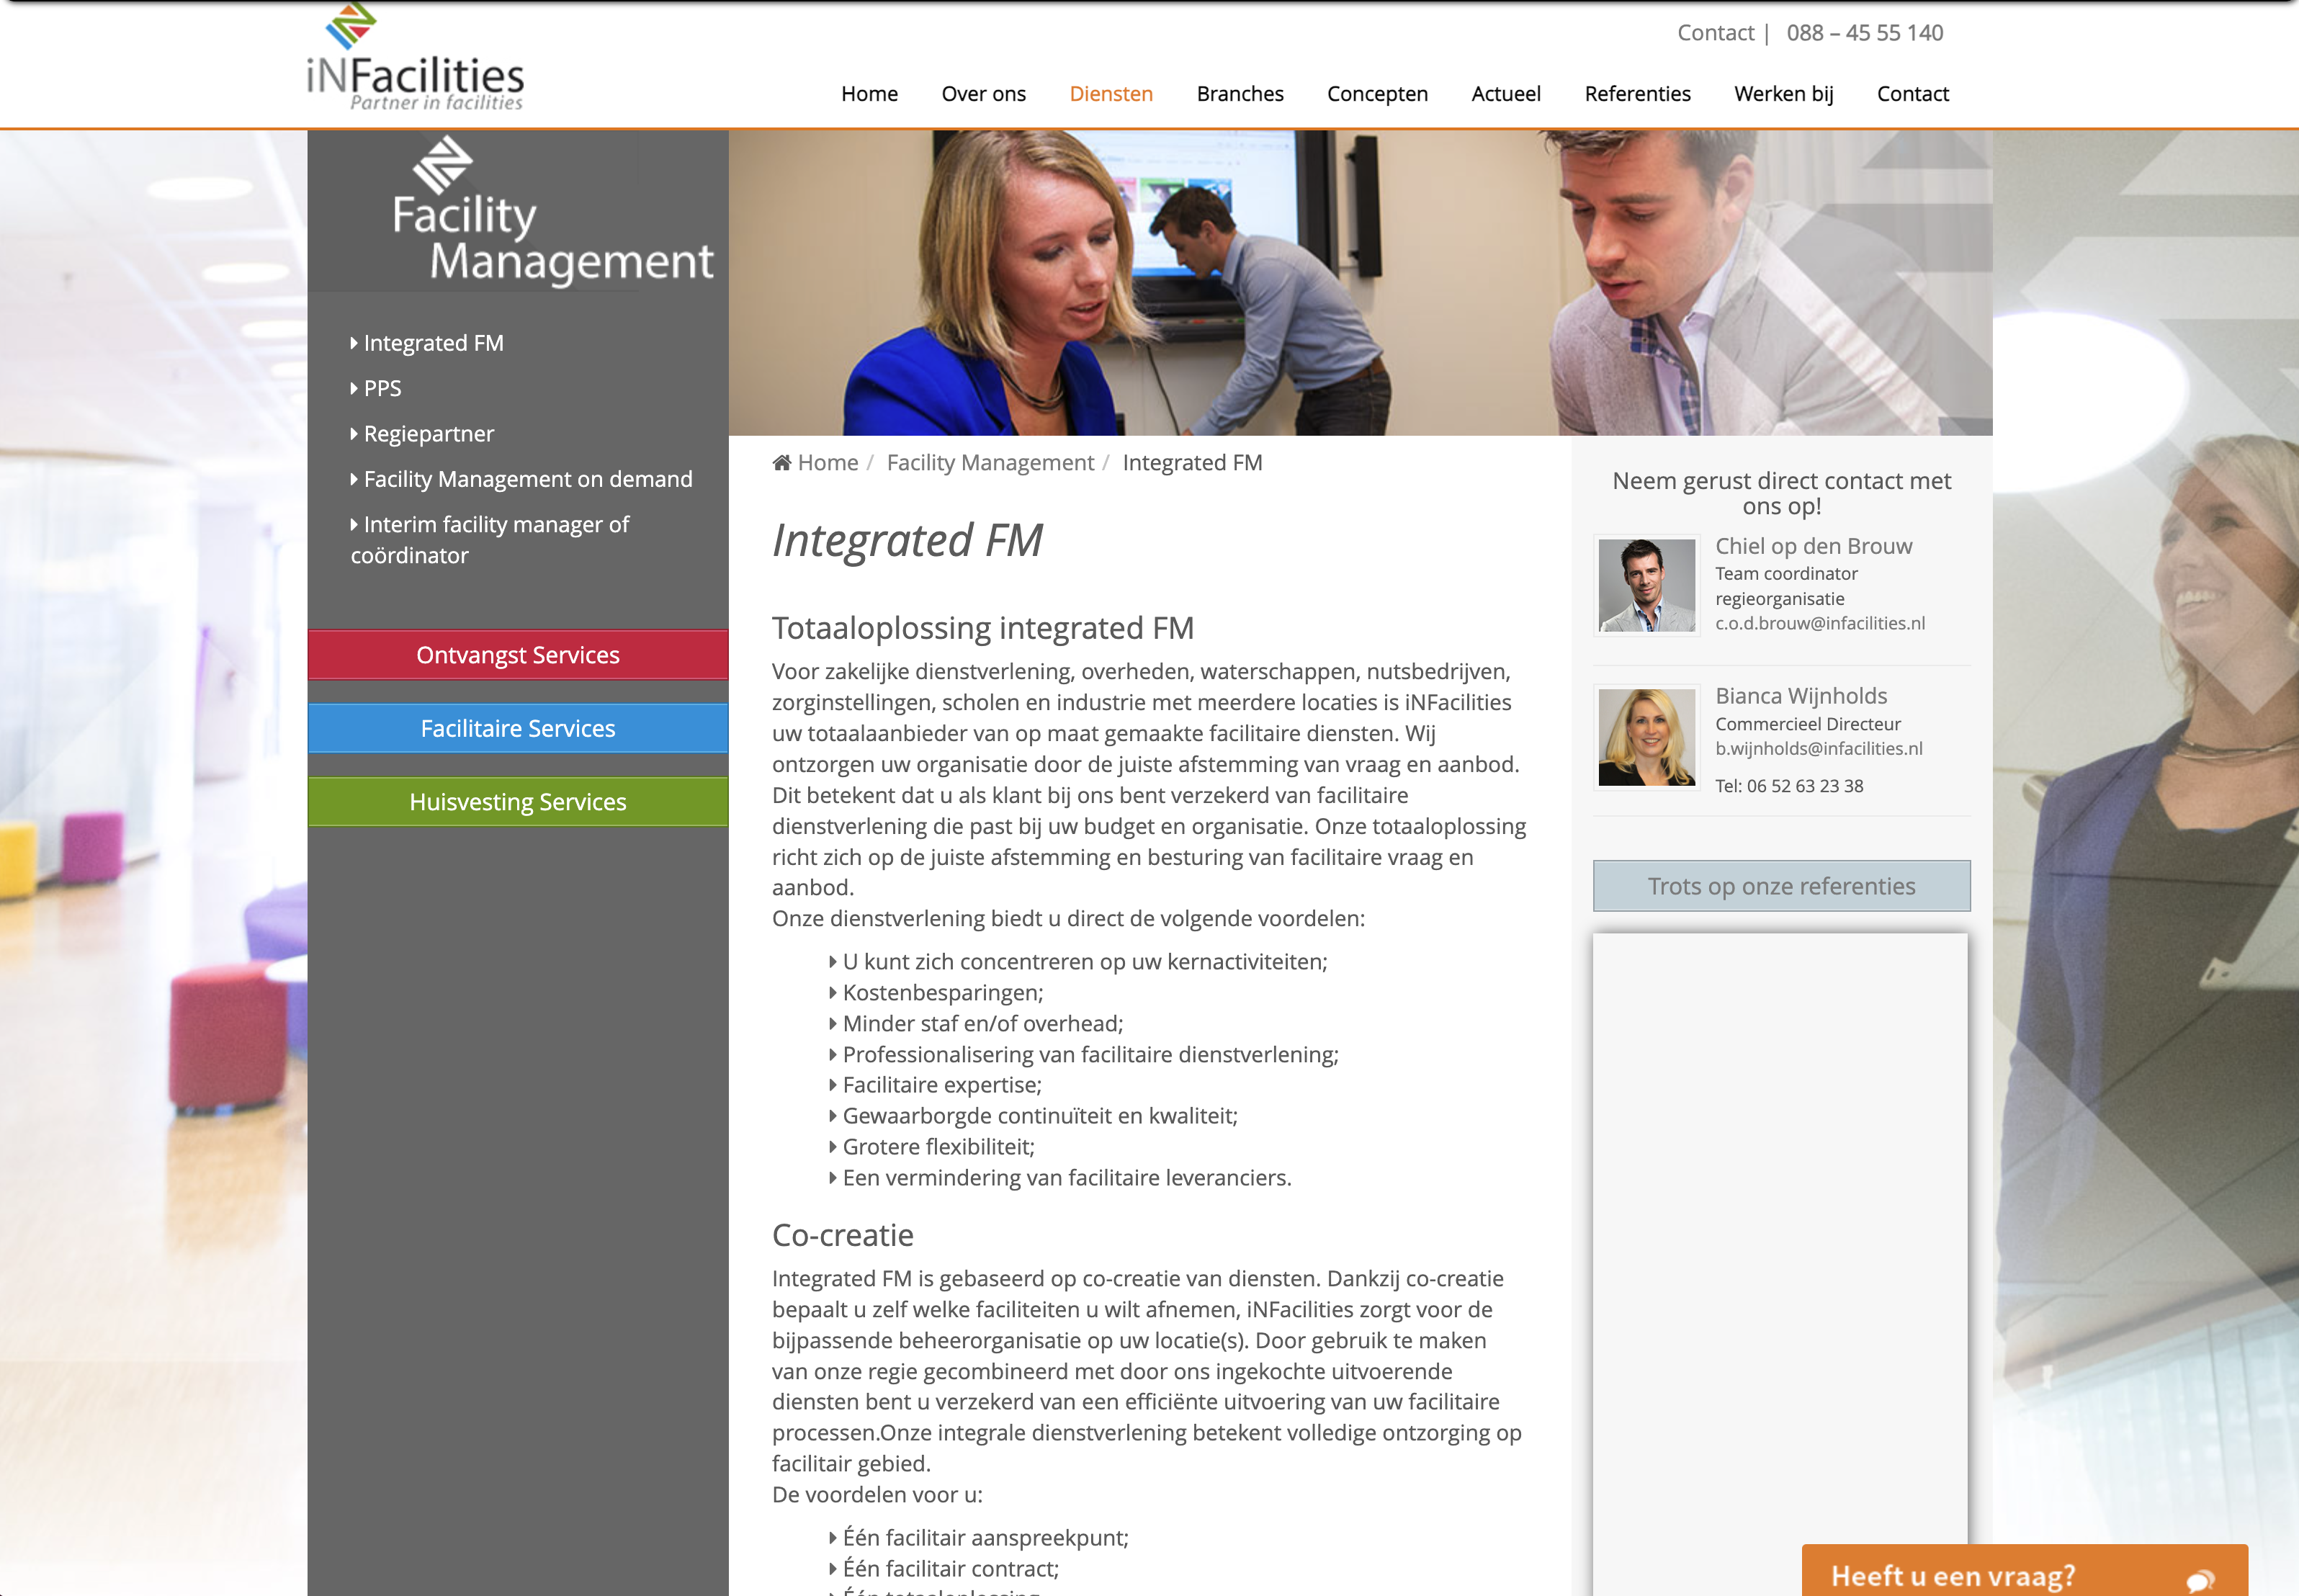 iNFacilities
Partner in facilities
Contact | 088 – 45 55 140
Home Over ons Diensten Branches Concepten Actueel Referenties Werken bij Contact
Facility
Management
Integrated FM
PPS
Regiepartner
Facility Management on demand
Interim facility manager of
coördinator
Ontvangst Services
Facilitaire Services
Huisvesting Services
Home / Facility Management / Integrated FM
Integrated FM
Totaaloplossing integrated FM
Voor zakelijke dienstverlening, overheden, waterschappen, nutsbedrijven,
zorginstellingen, scholen en industrie met meerdere locaties is iNFacilities
uw totaalaanbieder van op maat gemaakte facilitaire diensten. Wij
ontzorgen uw organisatie door de juiste afstemming van vraag en aanbod.
Dit betekent dat u als klant bij ons bent verzekerd van facilitaire
dienstverlening die past bij uw budget en organisatie. Onze totaaloplossing
richt zich op de juiste afstemming en besturing van facilitaire vraag en
aanbod.
Onze dienstverlening biedt u direct de volgende voordelen:
U kunt zich concentreren op uw kernactiviteiten;
Kostenbesparingen;
Minder staf en/of overhead;
Professionalisering van facilitaire dienstverlening;
Facilitaire expertise;
Gewaarborgde continuïteit en kwaliteit;
Grotere flexibiliteit;
Een vermindering van facilitaire leveranciers.
Co-creatie
Integrated FM is gebaseerd op co-creatie van diensten. Dankzij co-creatie
bepaalt u zelf welke faciliteiten u wilt afnemen, iNFacilities zorgt voor de
bijpassende beheerorganisatie op uw locatie(s). Door gebruik te maken
van onze regie gecombineerd met door ons ingekochte uitvoerende
diensten bent u verzekerd van een efficiënte uitvoering van uw facilitaire
processen.Onze integrale dienstverlening betekent volledige ontzorging op
facilitair gebied.
De voordelen voor u:
Één facilitair aanspreekpunt;
Één facilitair contract;
Neem gerust direct contact met
ons op!
Chiel op den Brouw
Team coordinator
regieorganisatie
c.o.d.brouw@infacilities.nl
Bianca Wijnholds
Commercieel Directeur
b.wijnholds@infacilities.nl
Tel: 06 52 63 23 38
Trots op onze referenties
Heeft u een vraag?